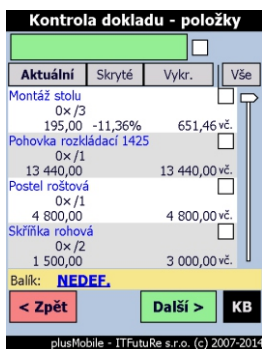 Kontrola dokladu - položky
Aktuální Skryté Vykr. Vše
Montáž stolu
0× /3
195,00 -11,36% 651,46 vč.
Pohovka rozkládací 1425
0× /1
13 440,00 13 440,00 vč.
Postel roštová
0× /1
4 800,00 4 800,00 vč.
Skříňka rohová
0× /2
1 500,00 3 000,00 vč.
Balík: NEDEF.
< Zpět Další > KB
plusMobile - ITFutuRe s.r.o. (c) 2007-2014